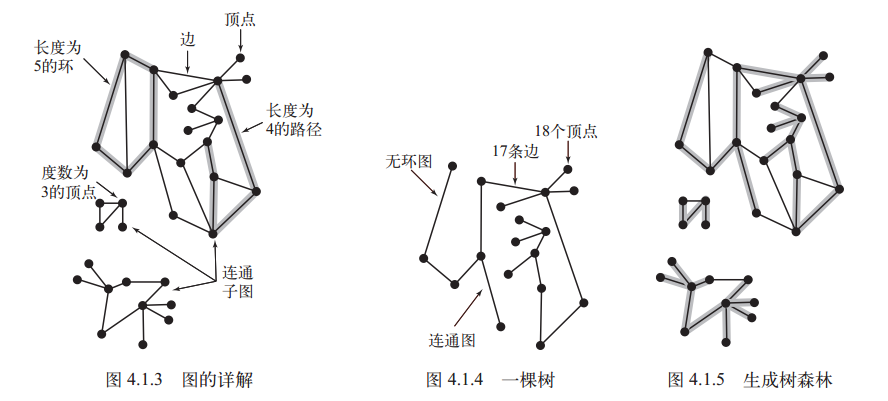 顶点
边
长度为
5的环
长度为
4的路径
度数为
3的顶点
连通
子图
图 4.1.3 图的详解
18个顶点
17条边
无环图
连通图
图 4.1.4 一棵树
图 4.1.5 生成树森林